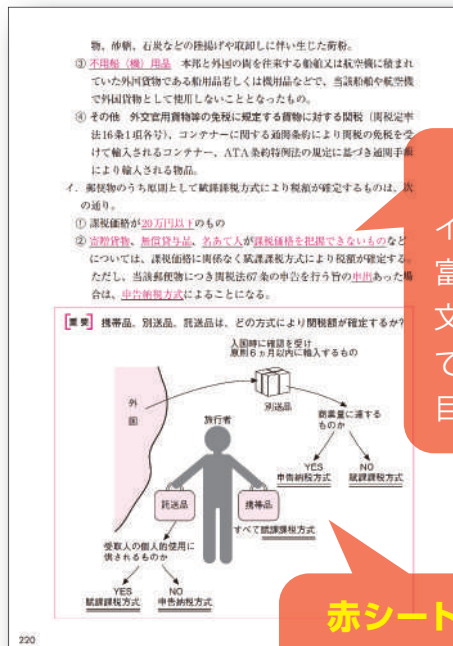 物、砂糖、石炭などの陸揚げや取卸しに伴い生じた荷粉。
③ 不用船（機）用品　本邦と外国の間を往来する船舶又は航空機に積まれ
ていた外国貨物である船用品若しくは機用品などで、当該船舶や航空機
で外国貨物として使用しないこととなったもの。
④ その他　外交官用貨物等の免税に規定する貨物に対する関税（関税定率
法16条1項各号）、コンテナーに関する通関条約により関税の免税を受
けて輸入されるコンテナー、ATA条約特例法の規定に基づき通関手帳
により輸入される物品。
イ．郵便物のうち原則として賦課課税方式により税額が確定するものは、次
の通り。
① 課税価格が20万円以下のもの
② 寄贈貨物、無償貸与品、名あて人が課税価格を把握できないものなど
については、課税価格に関係なく賦課課税方式により税額が確定する。
ただし、当該郵便物につき関税法67条の申告を行う旨の申出あった場
合は、申告納税方式によることになる。
【重要】携帯品、別送品、託送品は、どの方式により関税額が確定するか?
入国時に確認を受け
原則6ヵ月以内に輸入するもの
外国
別送品
旅行者
商業量に達する
ものか
YES
申告納税方式
NO
賦課課税方式
託送品
携帯品
すべて賦課課税方式
受取人の個人的使用に
供されるものか
YES
賦課課税方式
NO
申告納税方式
220
イ
富
文
で
目
赤シート